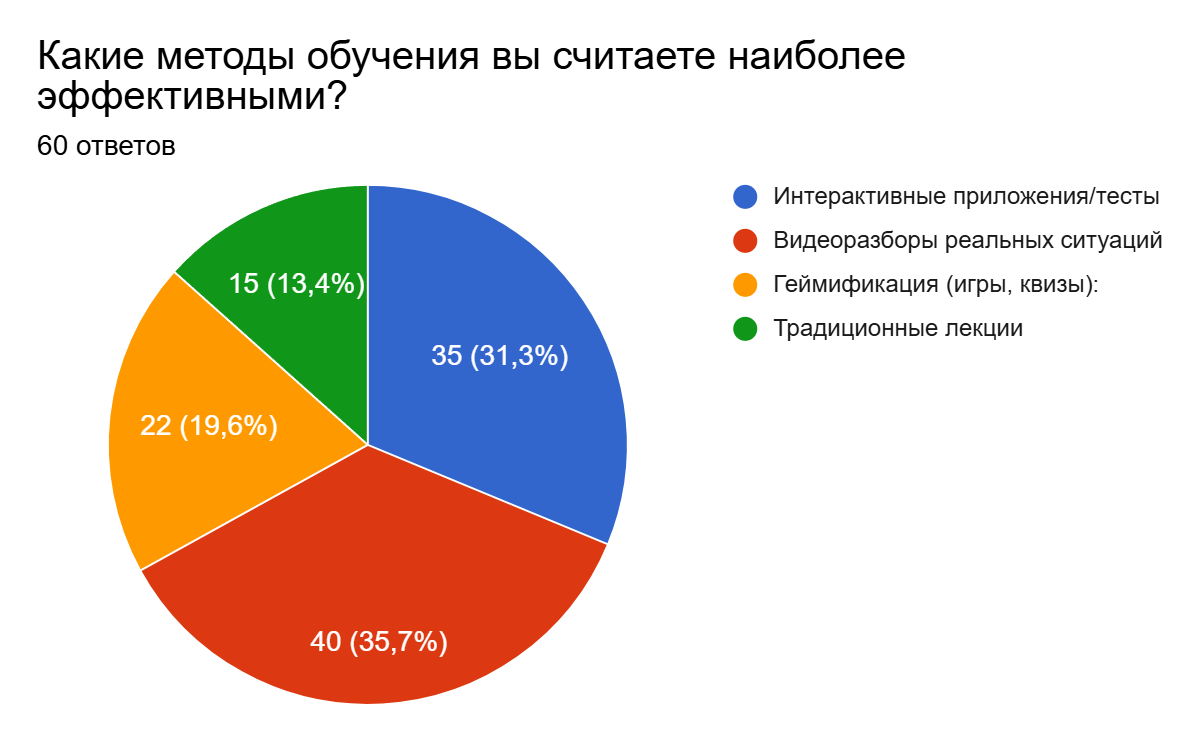 Какие методы обучения вы считаете наиболее
эффективными?
60 ответов
Интерактивные приложения/тесты
Видеоразборы реальных ситуаций
Геймификация (игры, квизы):
Традиционные лекции
15 (13,4%)
35 (31,3%)
22 (19,6%)
40 (35,7%)